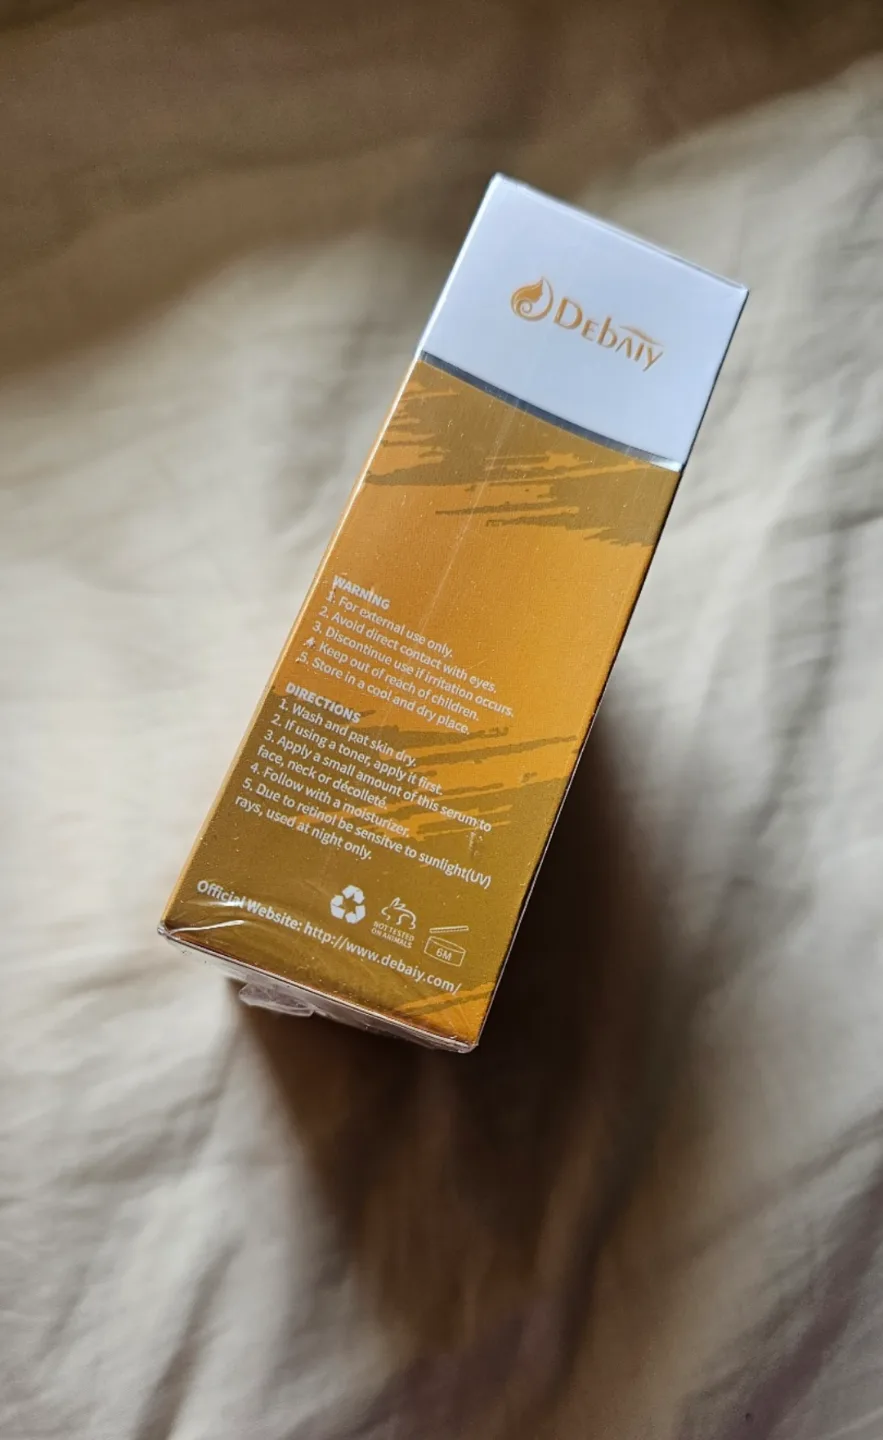 Debaiy
WARNING
1. For external use only.
2. Avoid direct contact with eyes.
3. Discontinue use if irritation occurs.
4. Keep out of reach of children.
5. Store in a cool and dry place.
DIRECTIONS
1. Wash and pat skin dry.
2. If using a toner, apply it first.
3. Apply a small amount of this serum to
face, neck or décolleté.
4. Follow with a moisturizer.
5. Due to retinol be sensitve to sunlight(UV)
rays, used at night only.
NOT TESTED
ON ANIMALS
6M
Official Website: http://www.debaiy.com/